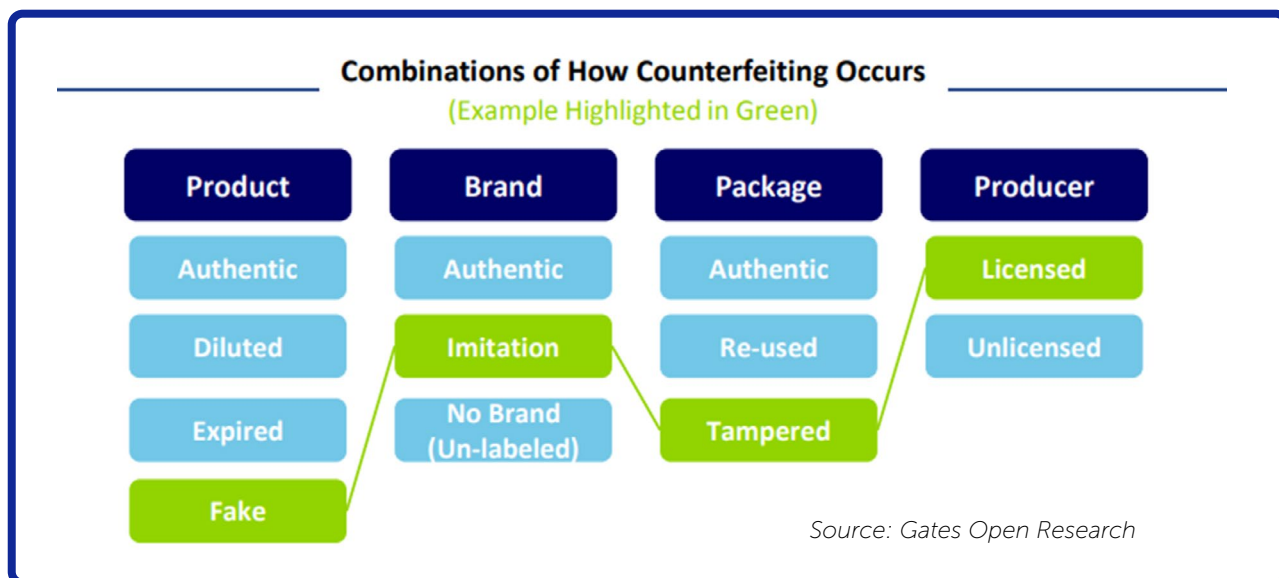 Combinations of How Counterfeiting Occurs
(Example Highlighted in Green)
Product
Brand
Package
Producer
Authentic
Authentic
Authentic
Licensed
Diluted
Imitation
Re-used
Unlicensed
Expired
No Brand
(Un-labeled)
Tampered
Fake
Source: Gates Open Research